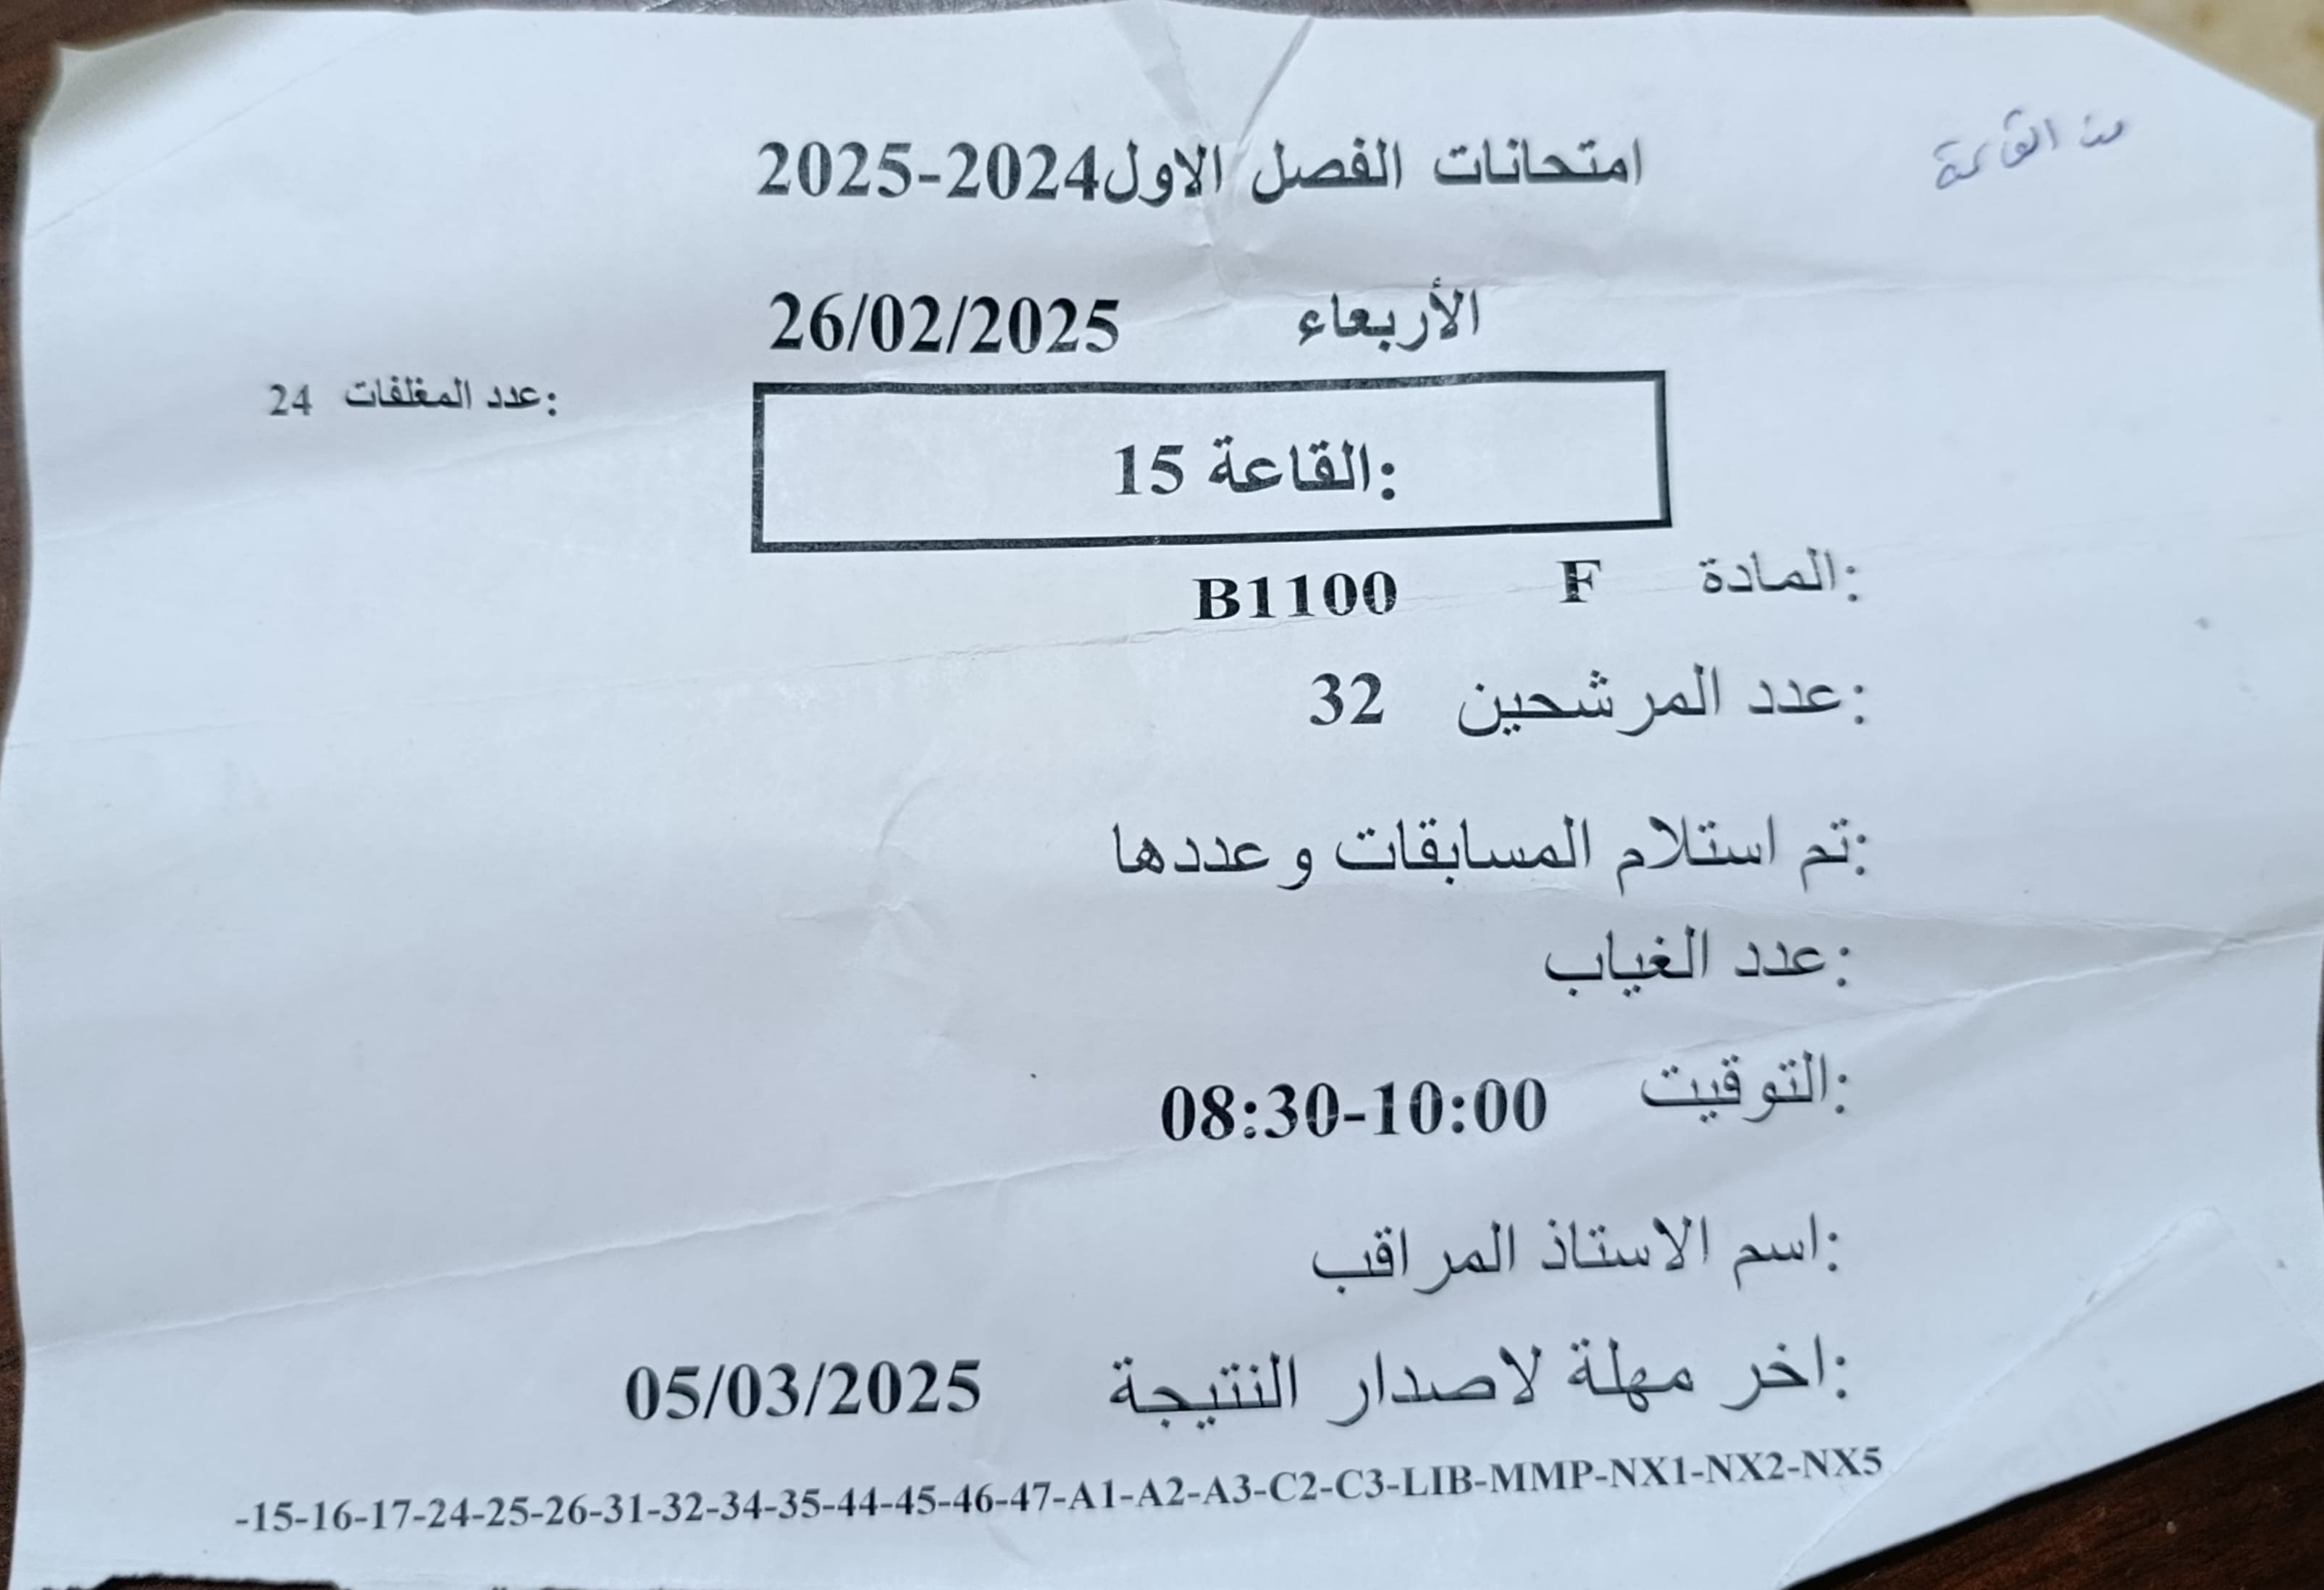 من القائمة
امتحانات الفصل الاول2024-2025
الأربعاء 26/02/2025
:عدد المغلفات 24
:القاعة 15
:المادة F B1100
:عدد المرشحين 32
:تم استلام المسابقات و عددها
:عدد الغياب
:التوقيت 08:30-10:00
:اسم الاستاذ المراقب
:اخر مهلة لاصدار النتيجة 05/03/2025
-15-16-17-24-25-26-31-32-34-35-44-45-46-47-A1-A2-A3-C2-C3-LIB-MMP-NX1-NX2-NX5